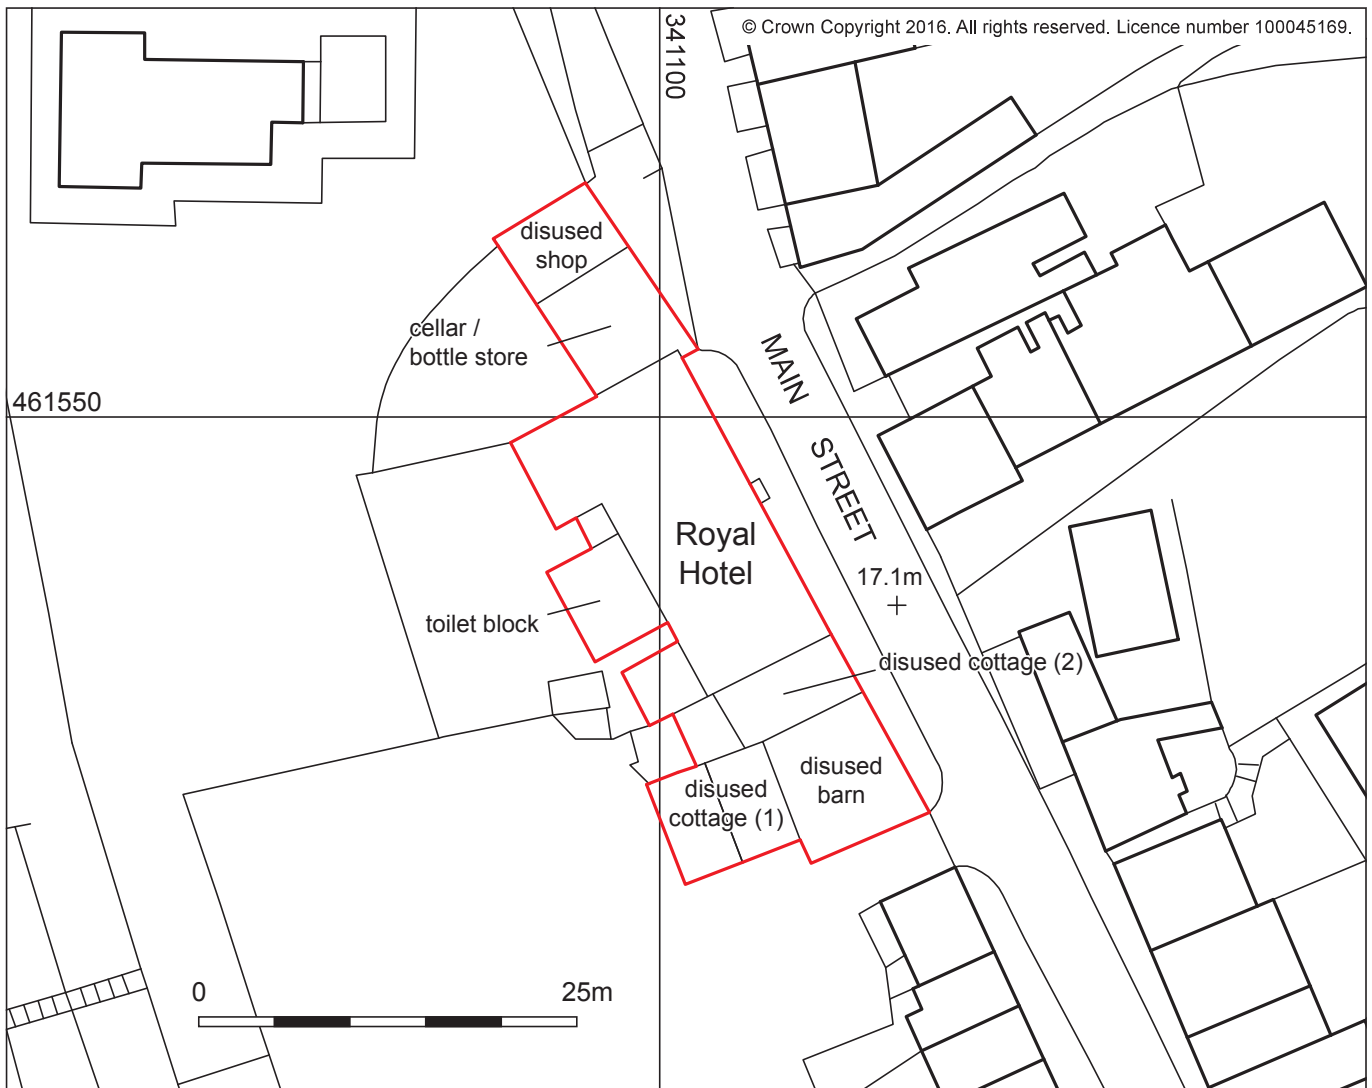 © Crown Copyright 2016. All rights reserved. Licence number 100045169.
341100
disused
shop
cellar /
bottle store
MAIN STREET
461550
Royal
Hotel
17.1m
toilet block
disused cottage (2)
disused
barn
disused
cottage (1)
0 25m